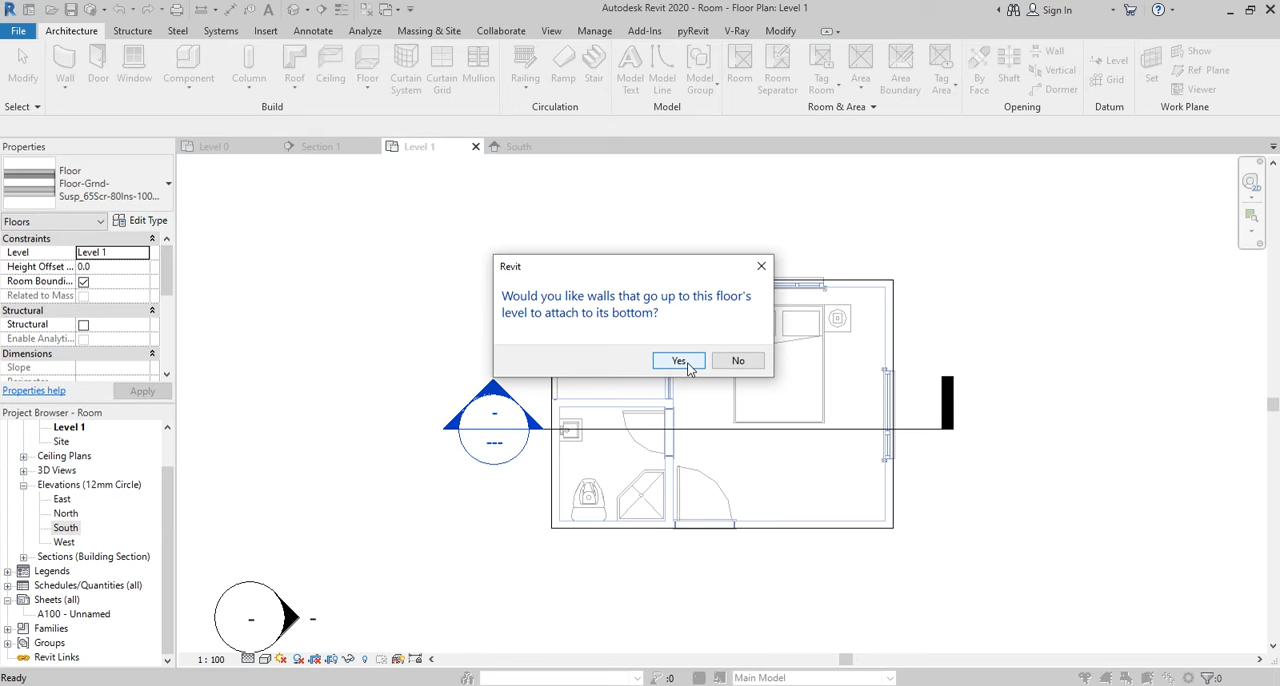 Autodesk Revit 2020 - Room - Floor Plan: Level 1
Sign In
File Architecture Structure Steel Systems Insert Annotate Analyze Massing & Site Collaborate View Manage Add-Ins pyRevit V-Ray Modify
Modify
Wall
Door
Window
Component
Column
Roof
Ceiling
Floor
Curtain System
Curtain Grid
Mullion
Railing
Ramp
Stair
Model Text
Model Line
Model Group
Room
Room Separator
Tag Room
Area
Area Boundary
Tag Area
By Face
Shaft
Wall
Vertical
Dormer
Level
Grid
Set
Show
Ref Plane
Viewer
Select
Build
Circulation
Model
Room & Area
Opening
Datum
Work Plane
Properties
Level 0
Section 1
Level 1
South
Floor
Floor-Grnd-
Susp_65Scr-80Ins-100...
Floors
Edit Type
Constraints
Level Level 1
Height Offset ... 0.0
Room Boundi...
Related to Mass
Structural
Structural
Enable Analyti...
Dimensions
Slope
Properties help
Apply
Project Browser - Room
Level 1
Site
Ceiling Plans
3D Views
Elevations (12mm Circle)
East
North
South
West
Sections (Building Section)
Legends
Schedules/Quantities (all)
Sheets (all)
A100 - Unnamed
Families
Groups
Revit Links
Revit
Would you like walls that go up to this floor's
level to attach to its bottom?
Yes
No
-
---
-
-
2D
1 : 100
Ready
:0
Main Model
:0